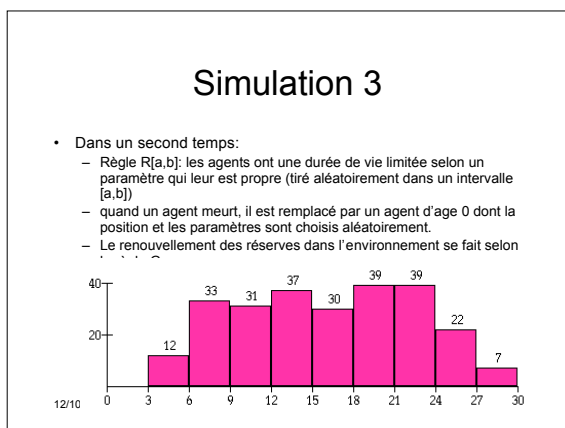 Simulation 3
• Dans un second temps:
– Règle R[a,b]: les agents ont une durée de vie limitée selon un
paramètre qui leur est propre (tiré aléatoirement dans un intervalle
[a,b])
– quand un agent meurt, il est remplacé par un agent d'age 0 dont la
position et les paramètres sont choisis aléatoirement.
– Le renouvellement des réserves dans l'environnement se fait selon
40
20
12 33 31 37 30 39 39 22 7
12/10
0 3 6 9 12 15 18 21 24 27 30